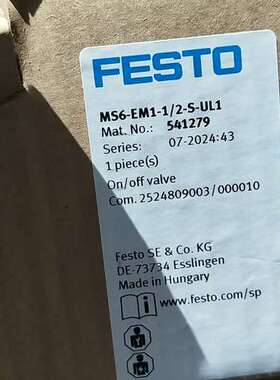 FESTO
MS6-EM1-1/2-S-UL1
Mat. No.: 541279
Series: 07-2024:43
1 piece(s)
On/off valve
Com. 2524809003/000010
Festo SE & Co. KG
DE-73734 Esslingen
Made in Hungary
www.festo.com/sp